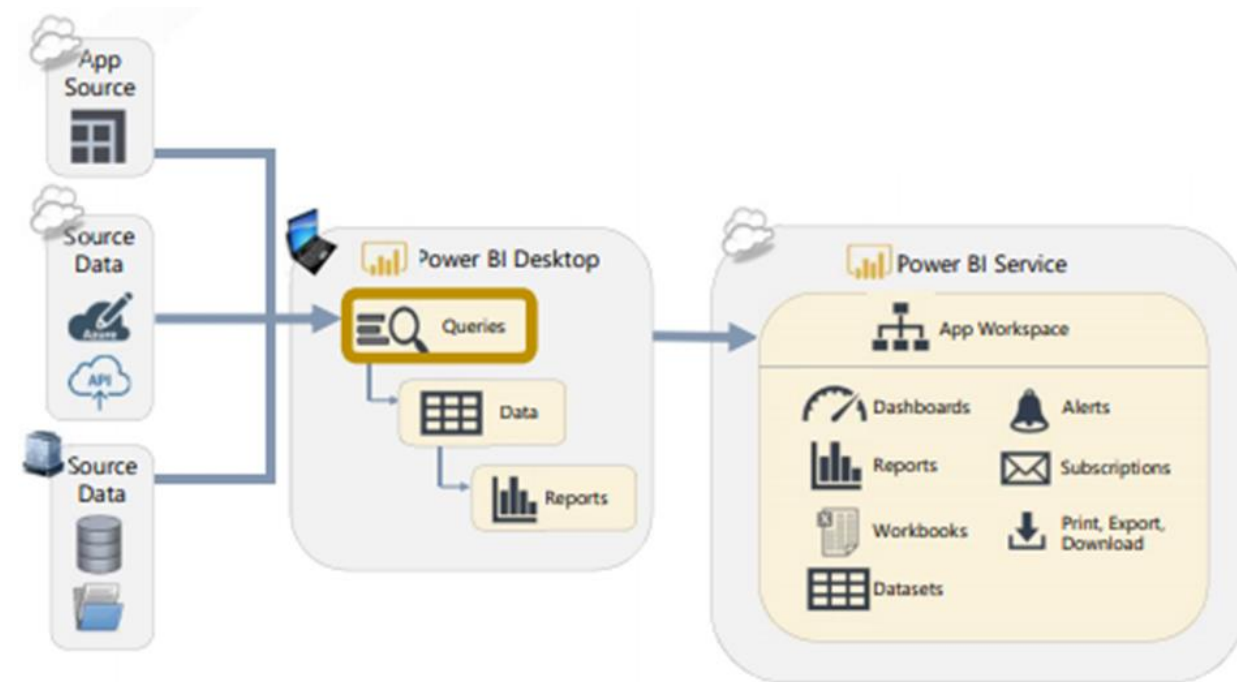 App
Source
Source
Data
Azure
API
Source
Data
Power BI Desktop
Queries
Data
Reports
Power BI Service
App Workspace
Dashboards
Alerts
Reports
Subscriptions
Workbooks
Print, Export,
Download
Datasets